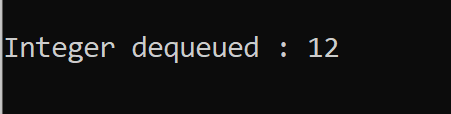 Integer dequeued : 12